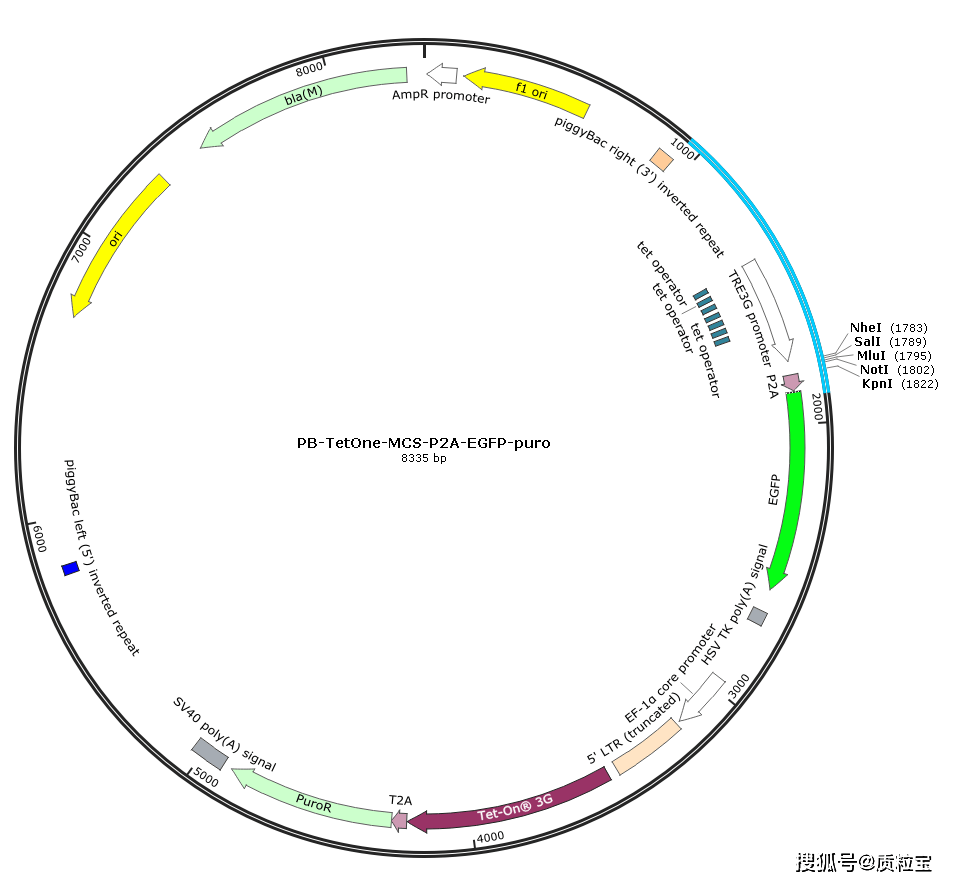 8000
bla(M)
AmpR promoter
f1 ori
piggyBac right (3') inverted repeat
1000
7000
ori
tet operator
tet operator
tet operator
TRE3G promoter
P2A
NheI (1783)
SalI (1789)
MluI (1795)
NotI (1802)
KpnI (1822)
2000
PB-TetOne-MCS-P2A-EGFP-puro
8335 bp
EGFP
piggyBac left (5') inverted repeat
6000
HSV TK poly(A) signal
EF-1α core promoter
5' LTR (truncated)
3000
SV40 poly(A) signal
5000
PuroR
T2A
Tet-On® 3G
4000
搜狐号@质粒宝